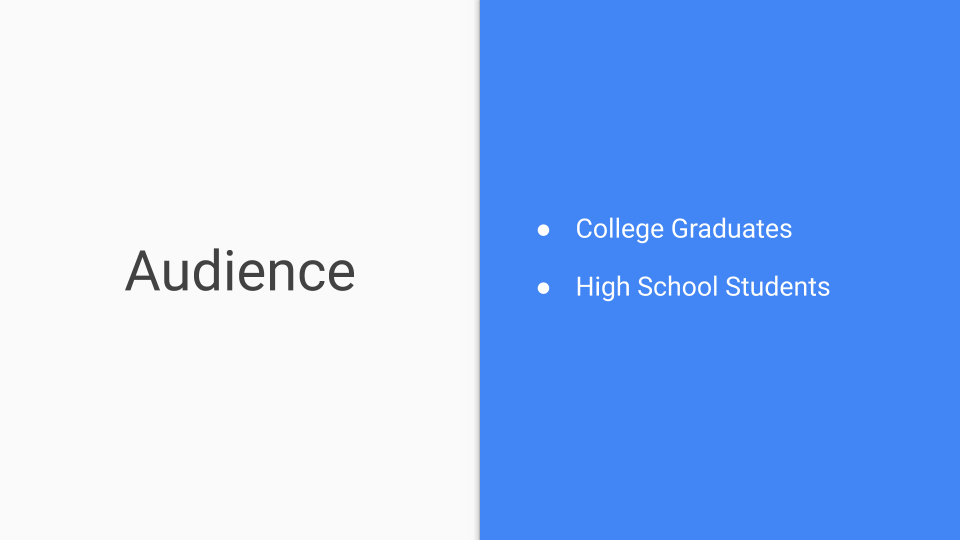 Audience
● College Graduates
● High School Students